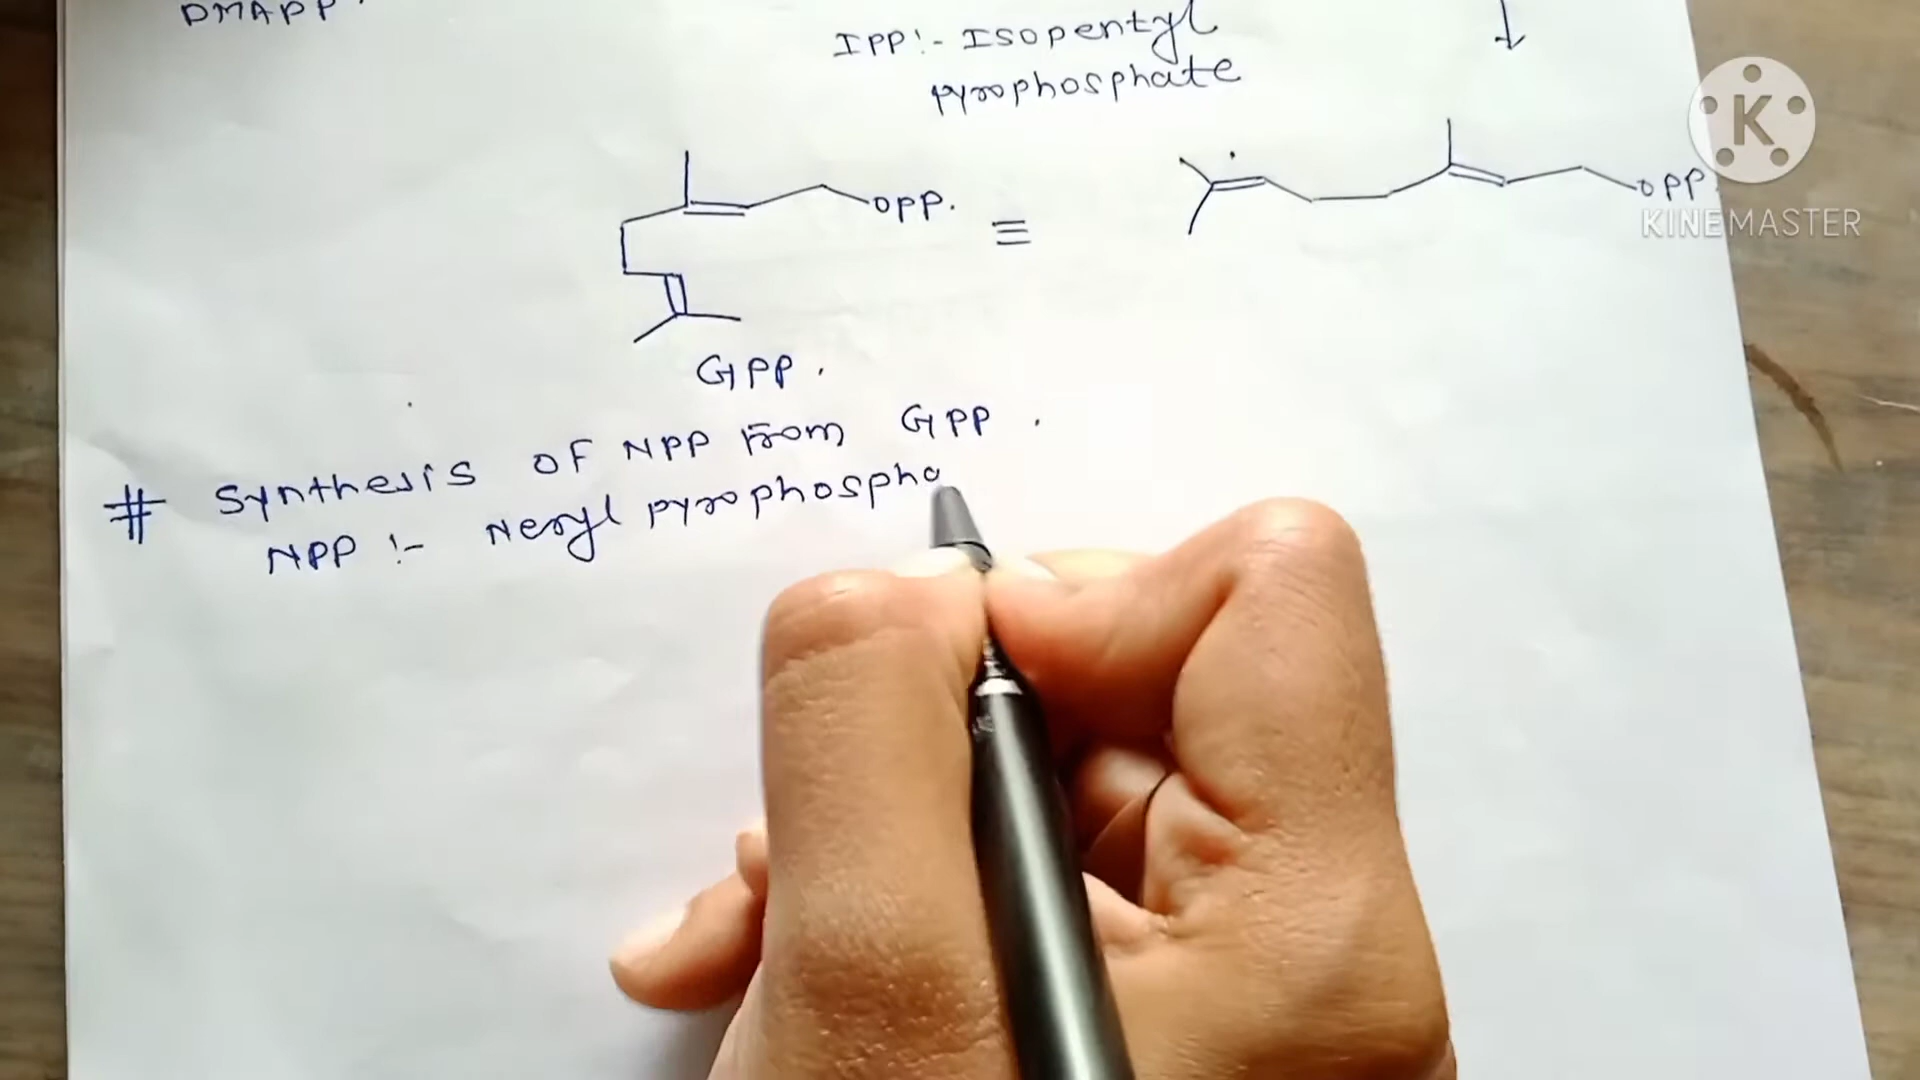 DMAPP.
IPP:- Isopentyl
pyrophosphate
OPP.
≡
OPP
K
KINEMASTER
GPP.
# Synthesis OF NPP From GPP.
NPP :- Neryl pyrophospho